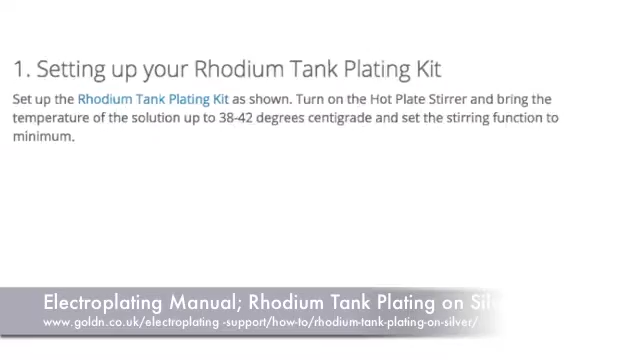 1. Setting up your Rhodium Tank Plating Kit
Set up the Rhodium Tank Plating Kit as shown. Turn on the Hot Plate Stirrer and bring the
temperature of the solution up to 38-42 degrees centigrade and set the stirring function to
minimum.
Electroplating Manual; Rhodium Tank Plating on Sil
www.goldn.co.uk/electroplating -support/how-to/rhodium-tank-plating-on-silver/